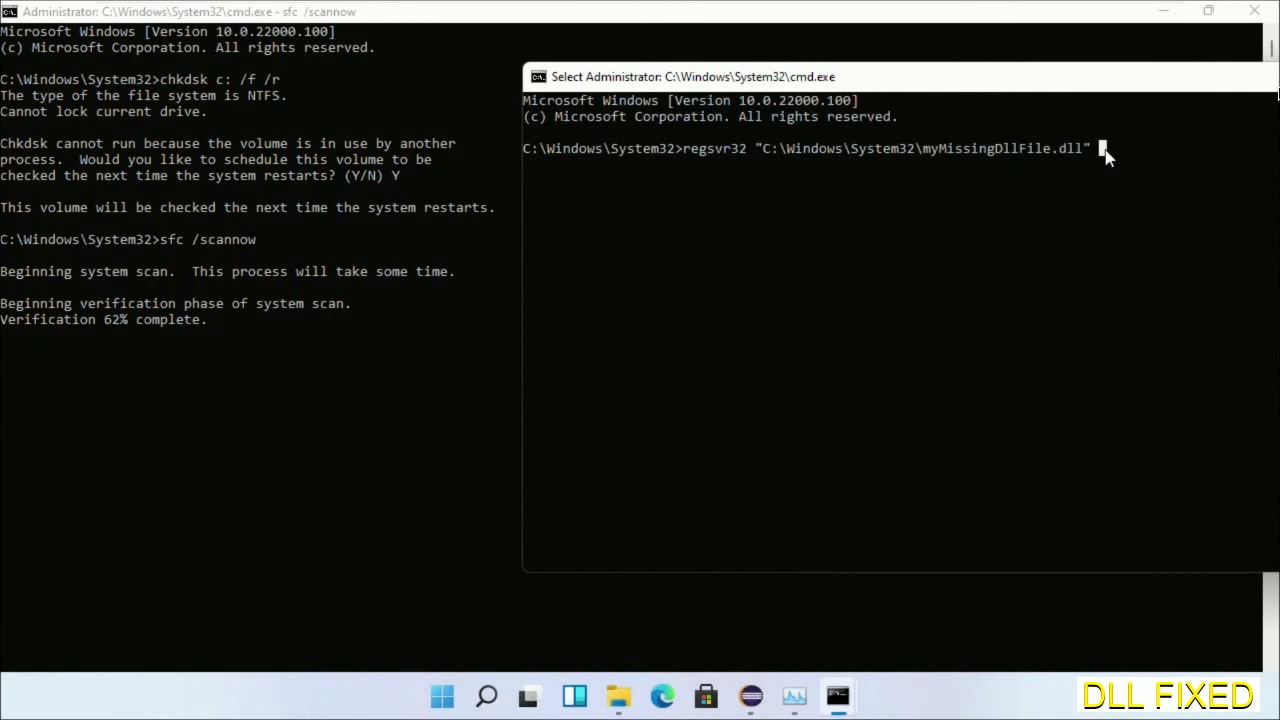 Administrator: C:\Windows\System32\cmd.exe - sfc /scannow
Microsoft Windows [Version 10.0.22000.100]
(c) Microsoft Corporation. All rights reserved.
C:\Windows\System32>chkdsk c: /f /r
The type of the file system is NTFS.
Cannot lock current drive.
Chkdsk cannot run because the volume is in use by another
process.  Would you like to schedule this volume to be
checked the next time the system restarts? (Y/N) Y
This volume will be checked the next time the system restarts.
C:\Windows\System32>sfc /scannow
Beginning system scan.  This process will take some time.
Beginning verification phase of system scan.
Verification 62% complete.
Select Administrator: C:\Windows\System32\cmd.exe
Microsoft Windows [Version 10.0.22000.100]
(c) Microsoft Corporation. All rights reserved.
C:\Windows\System32>regsvr32 "C:\Windows\System32\myMissingDllFile.dll"
DLL FIXED